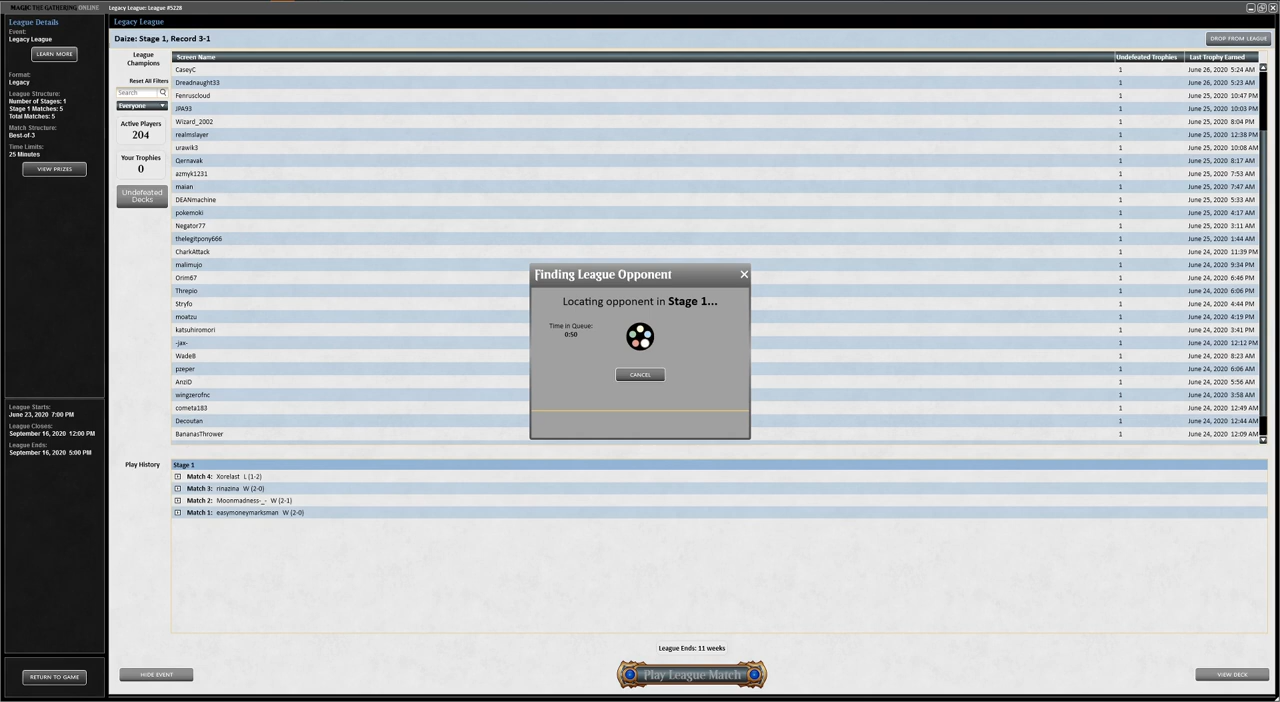 MAGIC THE GATHERING ONLINE
Legacy League: League #5228
League Details
Event:
Legacy League
LEARN MORE
Format:
Legacy
League Structure:
Number of Stages: 1
Stage 1 Matches: 5
Total Matches: 5
Match Structure:
Best-of-3
Time Limits:
25 Minutes
VIEW PRIZES
League Starts:
June 23, 2020 7:00 PM
League Closes:
September 16, 2020 12:00 PM
League Ends:
September 16, 2020 5:00 PM
RETURN TO GAME
Legacy League
Daize: Stage 1, Record 3-1
DROP FROM LEAGUE
League
Champions
Reset All Filters
Search
Everyone
Active Players
204
Your Trophies
0
Undefeated
Decks
Screen Name Undefeated Trophies Last Trophy Earned
CaseyC 1 June 26, 2020 5:24 AM
Dreadnaught33 1 June 26, 2020 5:23 AM
Fenruscloud 1 June 25, 2020 10:47 PM
JPA93 1 June 25, 2020 10:03 PM
Wizard_2002 1 June 25, 2020 8:04 PM
realmslayer 1 June 25, 2020 12:38 PM
urawik3 1 June 25, 2020 10:08 AM
Qernavak 1 June 25, 2020 8:17 AM
azmyk1231 1 June 25, 2020 7:53 AM
maian 1 June 25, 2020 7:47 AM
DEANmachine 1 June 25, 2020 5:33 AM
pokemoki 1 June 25, 2020 4:17 AM
Negator77 1 June 25, 2020 3:11 AM
thelegitpony666 1 June 25, 2020 1:44 AM
CharkAttack 1 June 24, 2020 11:39 PM
malimujo 1 June 24, 2020 9:34 PM
Orim67 1 June 24, 2020 6:46 PM
Threpio 1 June 24, 2020 6:06 PM
Stryfo 1 June 24, 2020 4:44 PM
moatzu 1 June 24, 2020 4:19 PM
katsuhiromori 1 June 24, 2020 3:41 PM
-jax- 1 June 24, 2020 12:12 PM
WadeB 1 June 24, 2020 8:23 AM
pzeper 1 June 24, 2020 6:06 AM
AnziD 1 June 24, 2020 5:56 AM
wingzerofnc 1 June 24, 2020 3:58 AM
cometa183 1 June 24, 2020 12:49 AM
Decoutan 1 June 24, 2020 12:44 AM
BananasThrower 1 June 24, 2020 12:09 AM
Finding League Opponent
Locating opponent in Stage 1...
Time in Queue:
0:50
CANCEL
Play History
Stage 1
Match 4: Xorelast L (1-2)
Match 3: rinazina W (2-0)
Match 2: Moonmadness-_- W (2-1)
Match 1: easymoneymarksman W (2-0)
League Ends: 11 weeks
HIDE EVENT
Play League Match
VIEW DECK